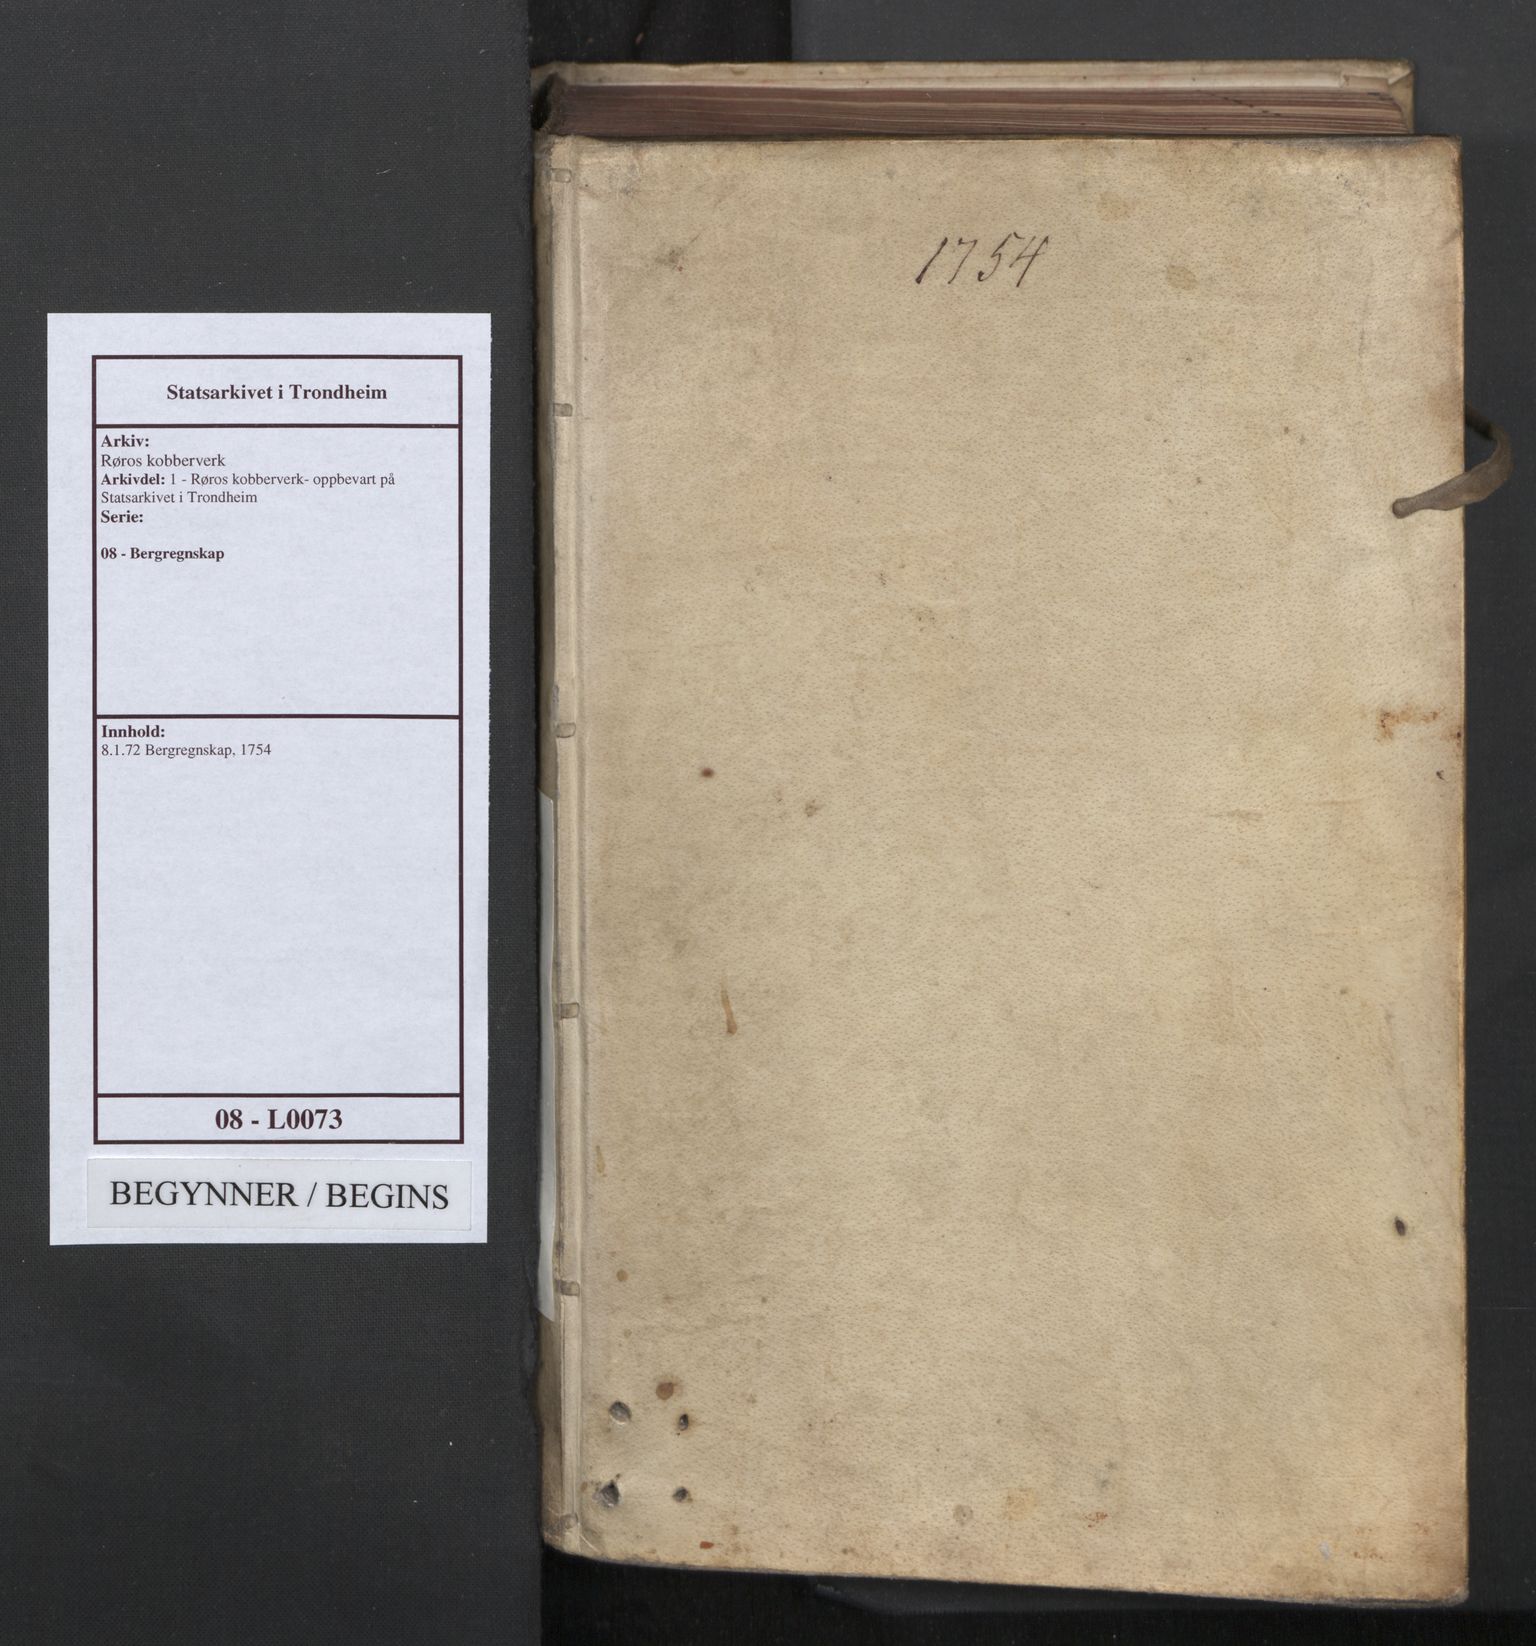 Statsarkivet i Trondheim
Arkiv:
Røros kobberverk
Arkivdel: 1 - Røros kobberverk- oppbevart på
Statsarkivet i Trondheim
Serie:
08 - Bergregnskap
Innhold:
8.1.72 Bergregnskap, 1754
08 - L0073
BEGYNNER / BEGINS
1754